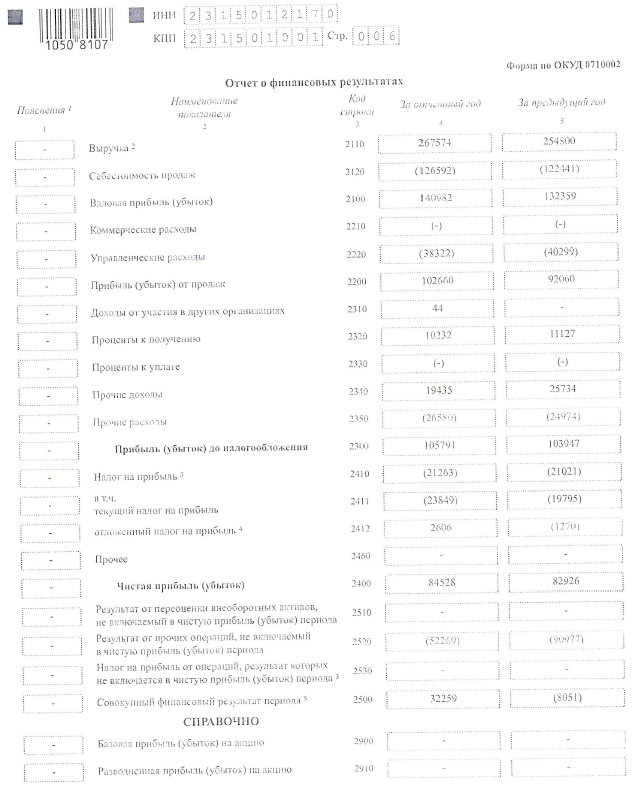 ИНН 2315012170
КПП 231501001 Стр. 006
1050 8107
Форма по ОКУД 0710002
Отчет о финансовых результатах
Пояснения 1 Наименование показателя Код строки За отчетный год За предыдущий год
1 2 3 4 5
- Выручка 2 2110 267574 254800
- Себестоимость продаж 2120 (126592) (122441)
- Валовая прибыль (убыток) 2100 140982 132359
- Коммерческие расходы 2210 (-) (-)
- Управленческие расходы 2220 (38322) (40299)
- Прибыль (убыток) от продаж 2200 102660 92060
- Доходы от участия в других организациях 2310 44 -
- Проценты к получению 2320 10232 11127
- Проценты к уплате 2330 (-) (-)
- Прочие доходы 2340 19435 25734
- Прочие расходы 2350 (26580) (24974)
- Прибыль (убыток) до налогообложения 2300 105791 103947
- Налог на прибыль 3 2410 (21263) (21021)
в т.ч.
- текущий налог на прибыль 2411 (23849) (19795)
- отложенный налог на прибыль 4 2412 2606 (1270)
- Прочее 2460 - -
- Чистая прибыль (убыток) 2400 84528 82926
Результат от переоценки внеоборотных активов,
- не включаемый в чистую прибыль (убыток) периода 2510 - -
Результат от прочих операций, не включаемый
- в чистую прибыль (убыток) периода 2520 (52269) (90977)
Налог на прибыль от операций, результат которых
- не включается в чистую прибыль (убыток) периода 3 2530 - -
- Совокупный финансовый результат периода 5 2500 32259 (8051)
СПРАВОЧНО
- Базовая прибыль (убыток) на акцию 2900 - -
- Разводненная прибыль (убыток) на акцию 2910 - -